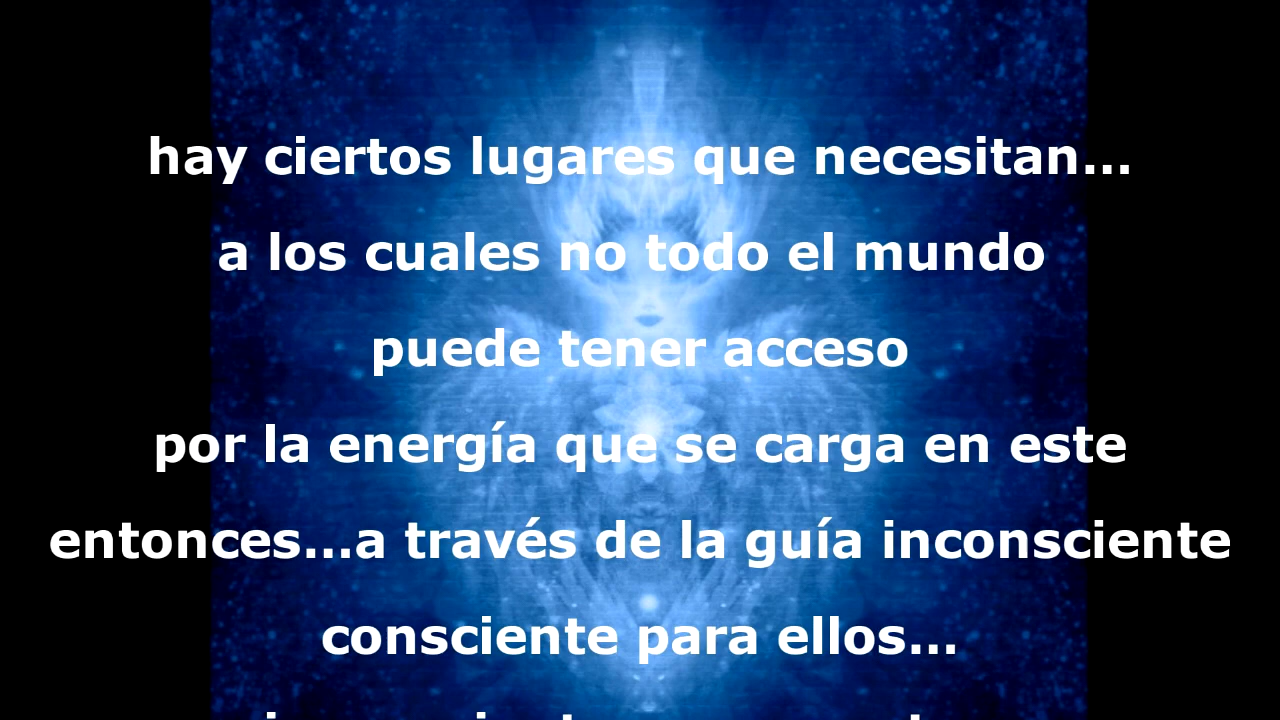 hay ciertos lugares que necesitan...
a los cuales no todo el mundo
puede tener acceso
por la energía que se carga en este
entonces...a través de la guía inconsciente
consciente para ellos...